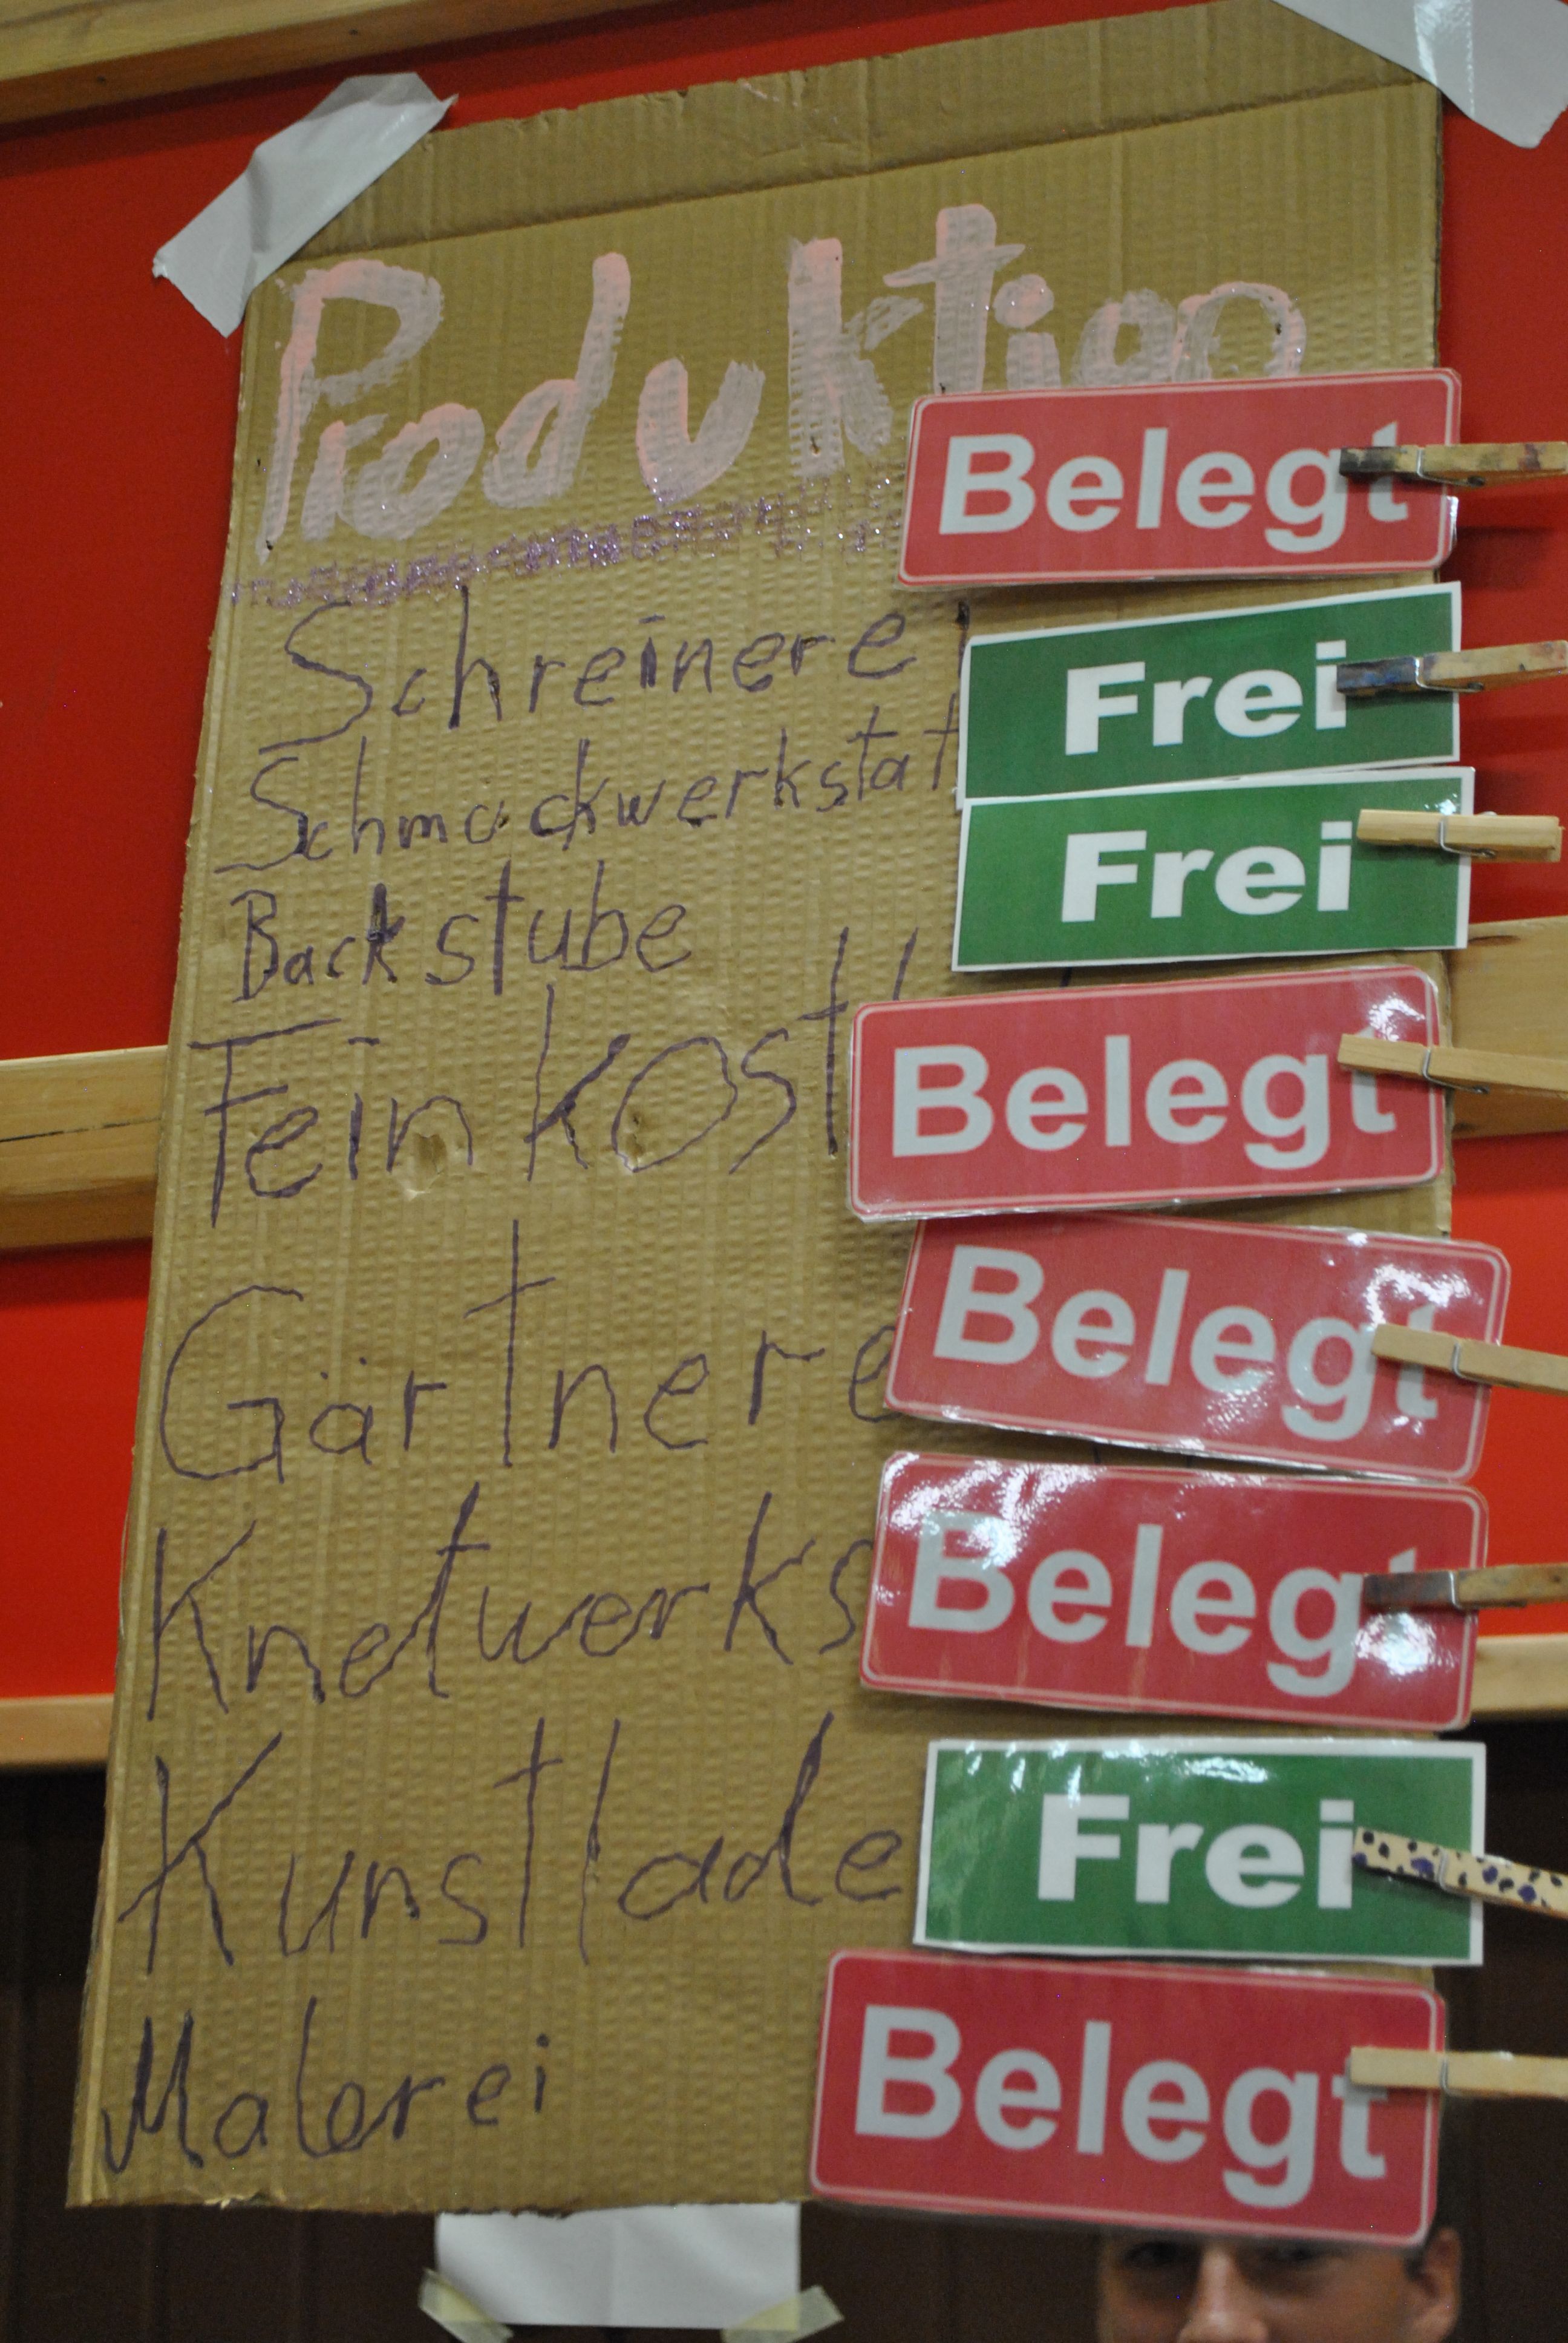 Produktion
Belegt
Schreinere
Frei
Schmuckwerkstat
Frei
Backstube
Feinkost
Belegt
Gärtnere
Belegt
Knetwerks
Belegt
Kunstlade
Frei
Malerei
Belegt